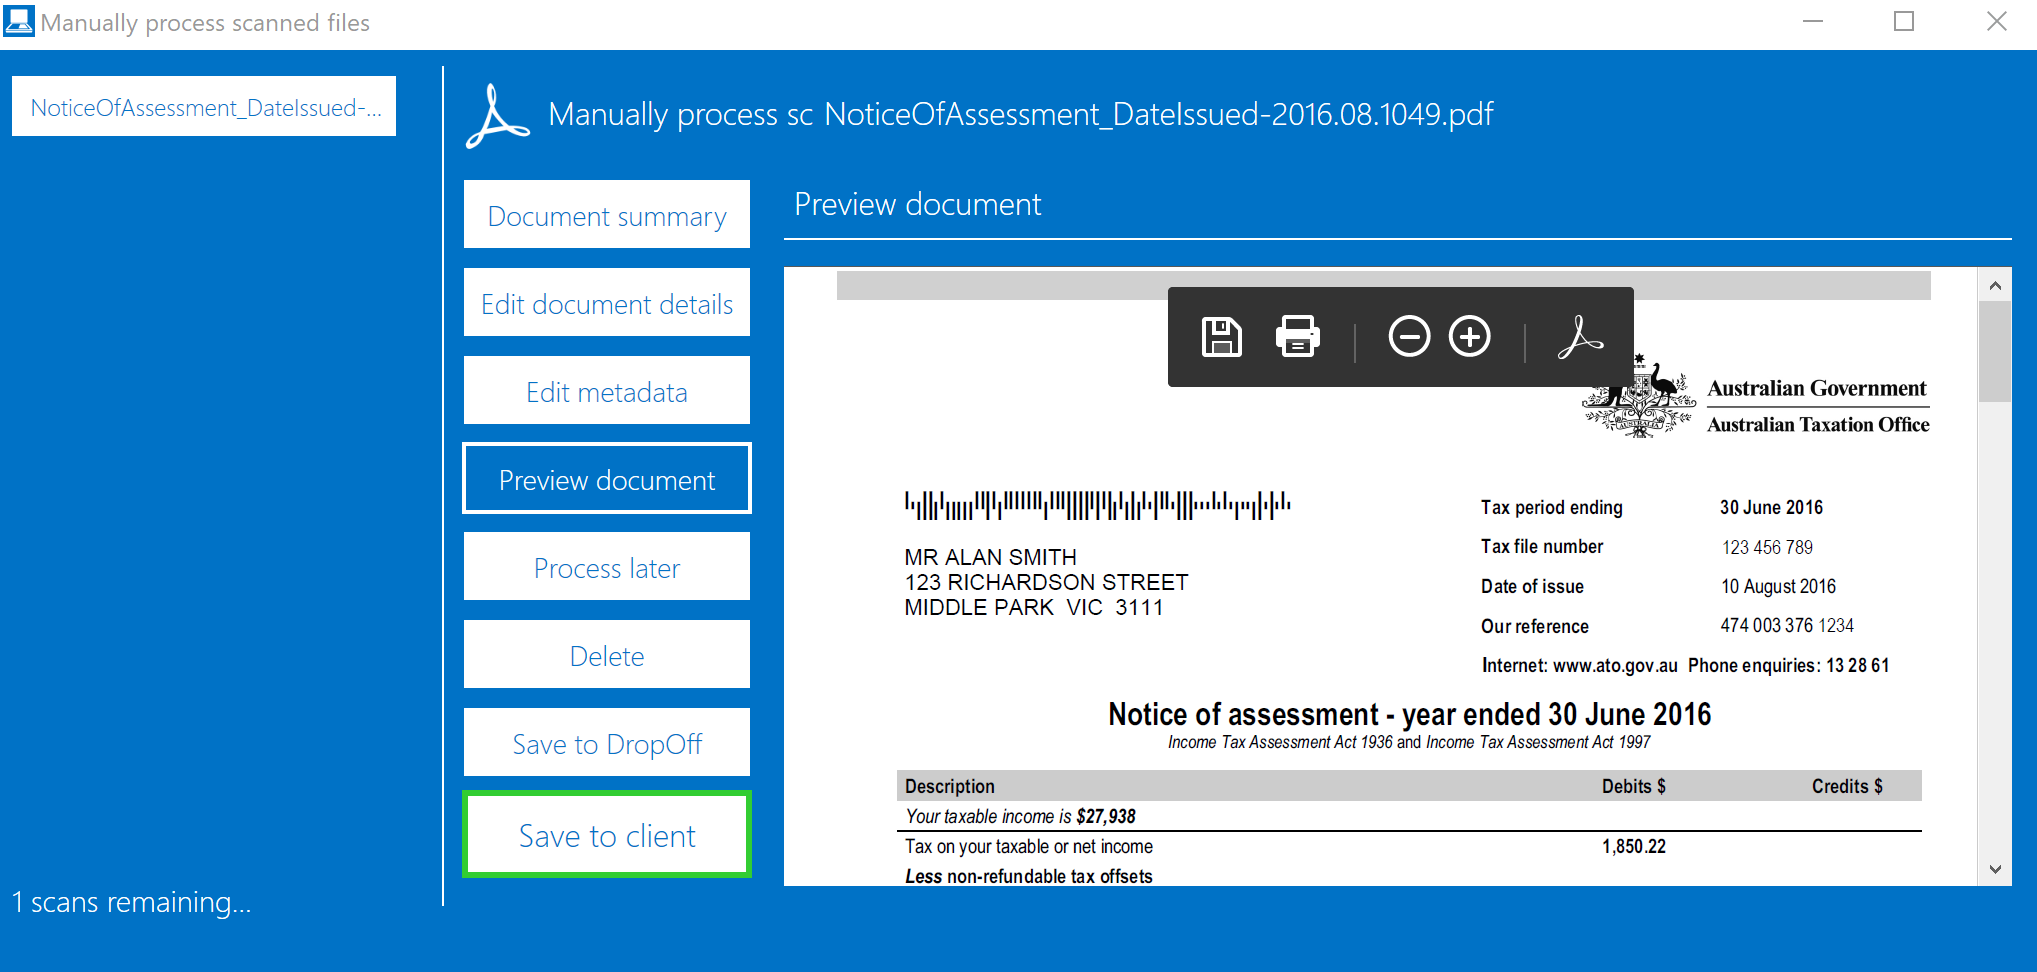 Manually process scanned files
NoticeOfAssessment_DateIssued-...
1 scans remaining...
Manually process sc NoticeOfAssessment_DateIssued-2016.08.1049.pdf
Document summary
Edit document details
Edit metadata
Preview document
Process later
Delete
Save to DropOff
Save to client
Preview document
Australian Government
Australian Taxation Office
AUSTRALIA
MR ALAN SMITH
123 RICHARDSON STREET
MIDDLE PARK VIC 3111
Tax period ending 30 June 2016
Tax file number 123 456 789
Date of issue 10 August 2016
Our reference 474 003 376 1234
Internet: www.ato.gov.au Phone enquiries: 13 28 61
Notice of assessment - year ended 30 June 2016
Income Tax Assessment Act 1936 and Income Tax Assessment Act 1997
Description Debits $ Credits $
Your taxable income is $27,938
Tax on your taxable or net income 1,850.22
Less non-refundable tax offsets